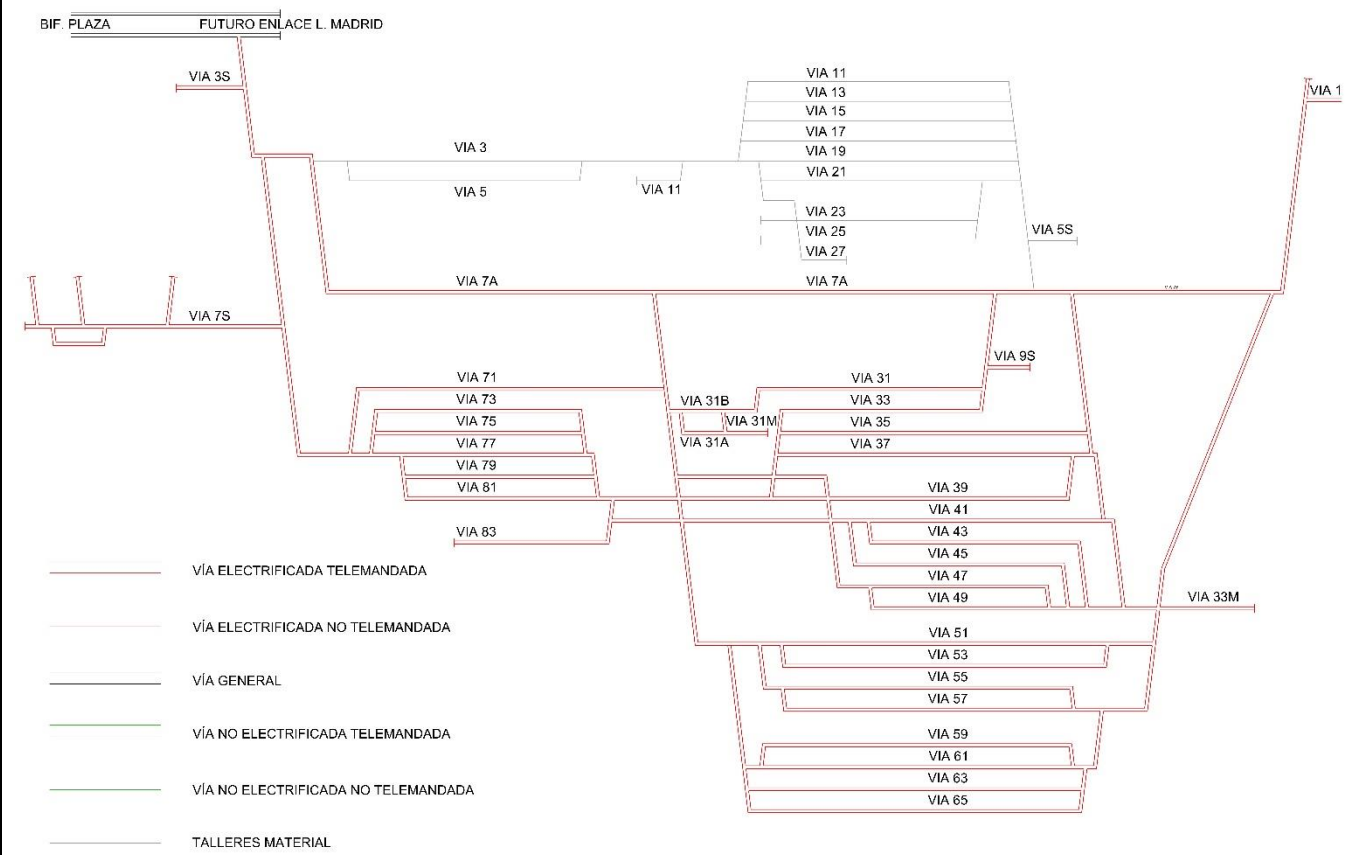 BIF. PLAZA
FUTURO ENLACE L. MADRID
VIA 3S
VIA 11
VIA 1
VIA 13
VIA 15
VIA 17
VIA 3
VIA 19
VIA 21
VIA 5
VIA 11
VIA 23
VIA 25
VIA 5S
VIA 27
VIA 7A
VIA 7A
VIA 7S
VIA 9S
VIA 71
VIA 31
VIA 73
VIA 31B
VIA 33
VIA 75
VIA 31M
VIA 35
VIA 77
VIA 31A
VIA 37
VIA 79
VIA 81
VIA 39
VIA 41
VIA 83
VIA 43
VIA 45
VÍA ELECTRIFICADA TELEMANDADA
VIA 47
VIA 49
VIA 33M
VÍA ELECTRIFICADA NO TELEMANDADA
VIA 51
VIA 53
VIA 55
VÍA GENERAL
VIA 57
VÍA NO ELECTRIFICADA TELEMANDADA
VIA 59
VIA 61
VIA 63
VÍA NO ELECTRIFICADA NO TELEMANDADA
VIA 65
TALLERES MATERIAL